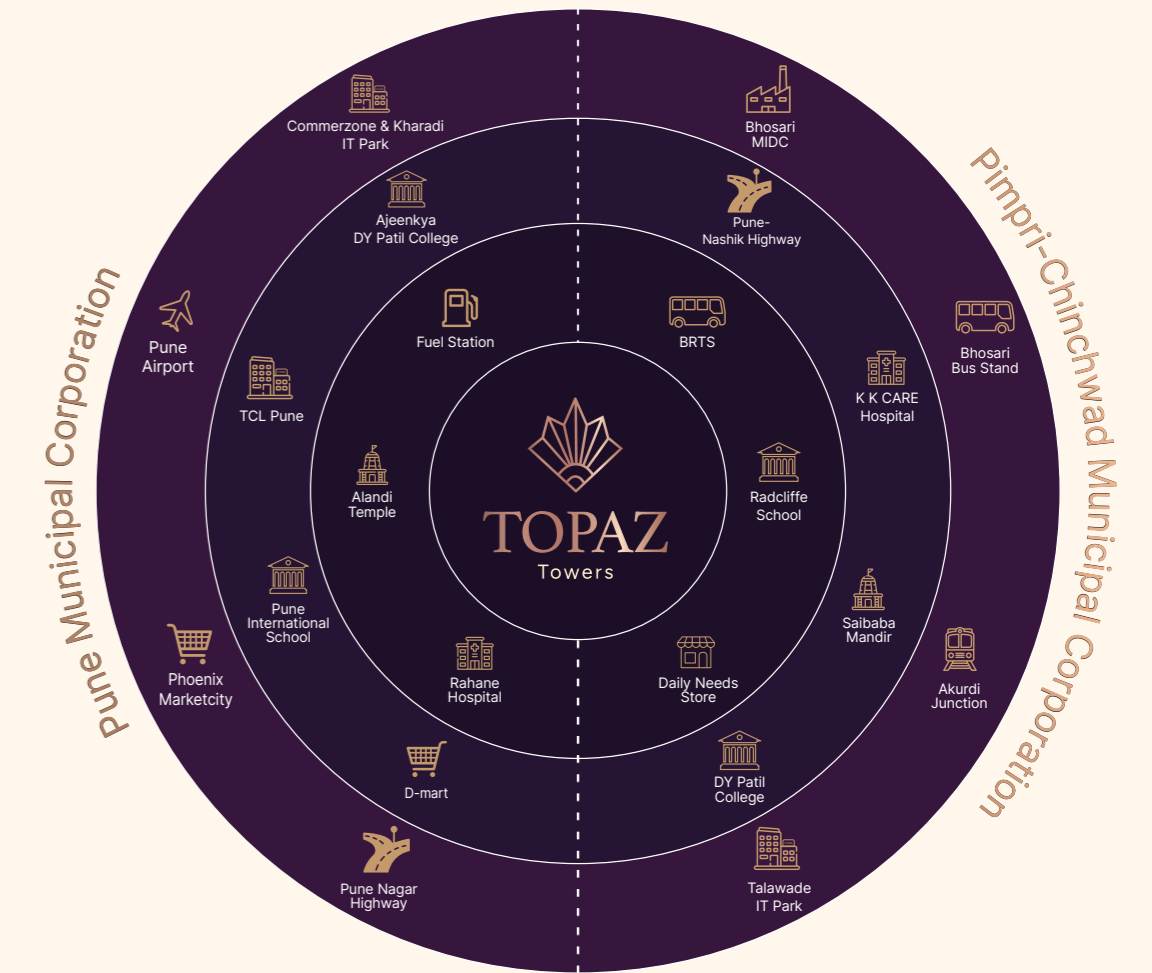 Commerzone & Kharadi
IT Park
Bhosari
MIDC
Ajeenkya
DY Patil College
Pune-
Nashik Highway
Pune
Airport
Fuel Station
BRTS
Bhosari
Bus Stand
TCL Pune
K K CARE
Hospital
Alandi
Temple
Radcliffe
School
TOPAZ
Towers
Pune
International
School
Saibaba
Mandir
Phoenix
Marketcity
Rahane
Hospital
Daily Needs
Store
Akurdi
Junction
D-mart
DY Patil
College
Pune Nagar
Highway
Talawade
IT Park
Pune Municipal Corporation
Pimpri-Chinchwad Municipal Corporation